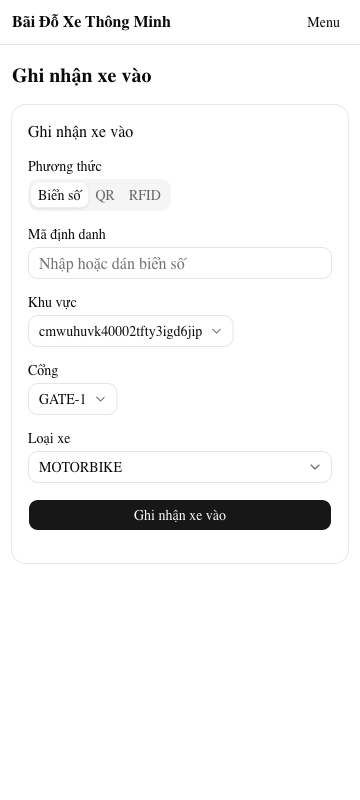 Bãi Đỗ Xe Thông Minh
Menu
Ghi nhận xe vào
Ghi nhận xe vào
Phương thức
Biển số QR RFID
Mã định danh
Nhập hoặc dán biển số
Khu vực
cmwuhuvk40002tfty3igd6jip
Cổng
GATE-1
Loại xe
MOTORBIKE
Ghi nhận xe vào